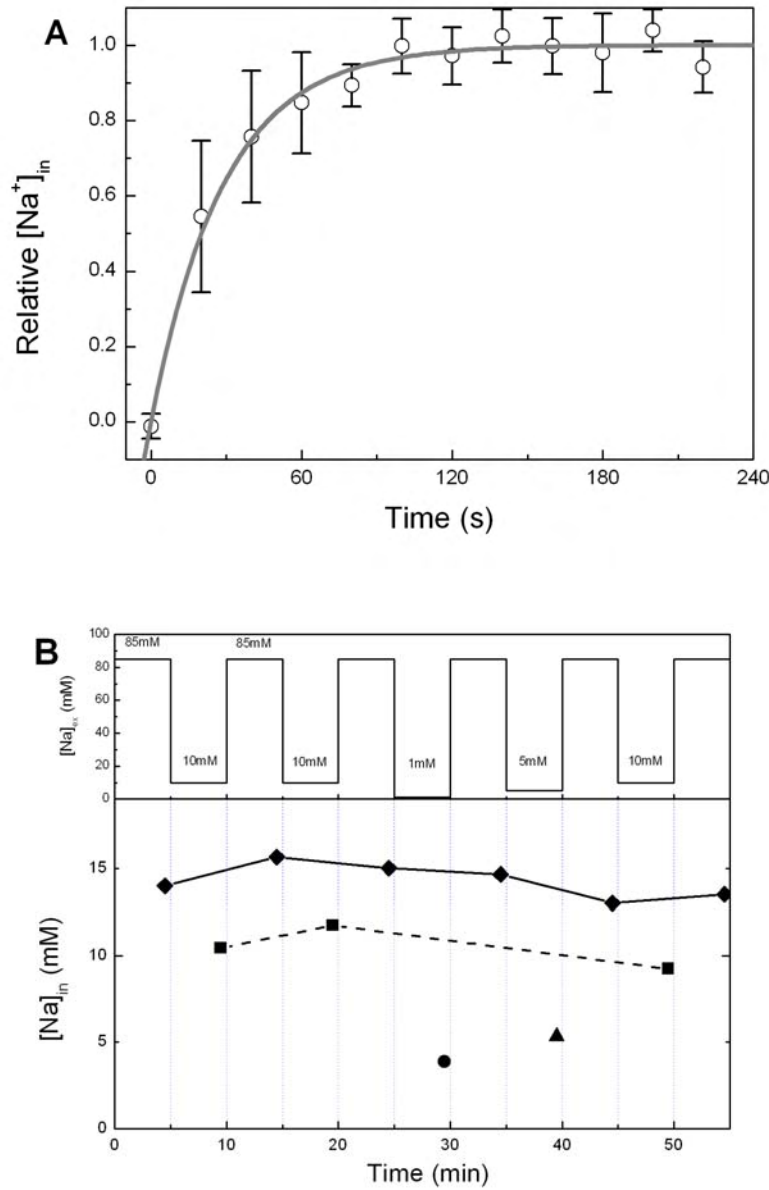 A
Relative [Na⁺]in
1.0
0.8
0.6
0.4
0.2
0.0
0 60 120 180 240
Time (s)
B
[Na]ex (mM)
100
80
60
40
20
0
85mM 85mM
10mM 10mM 1mM 5mM 10mM
[Na]in (mM)
15
10
5
0
0 10 20 30 40 50
Time (min)